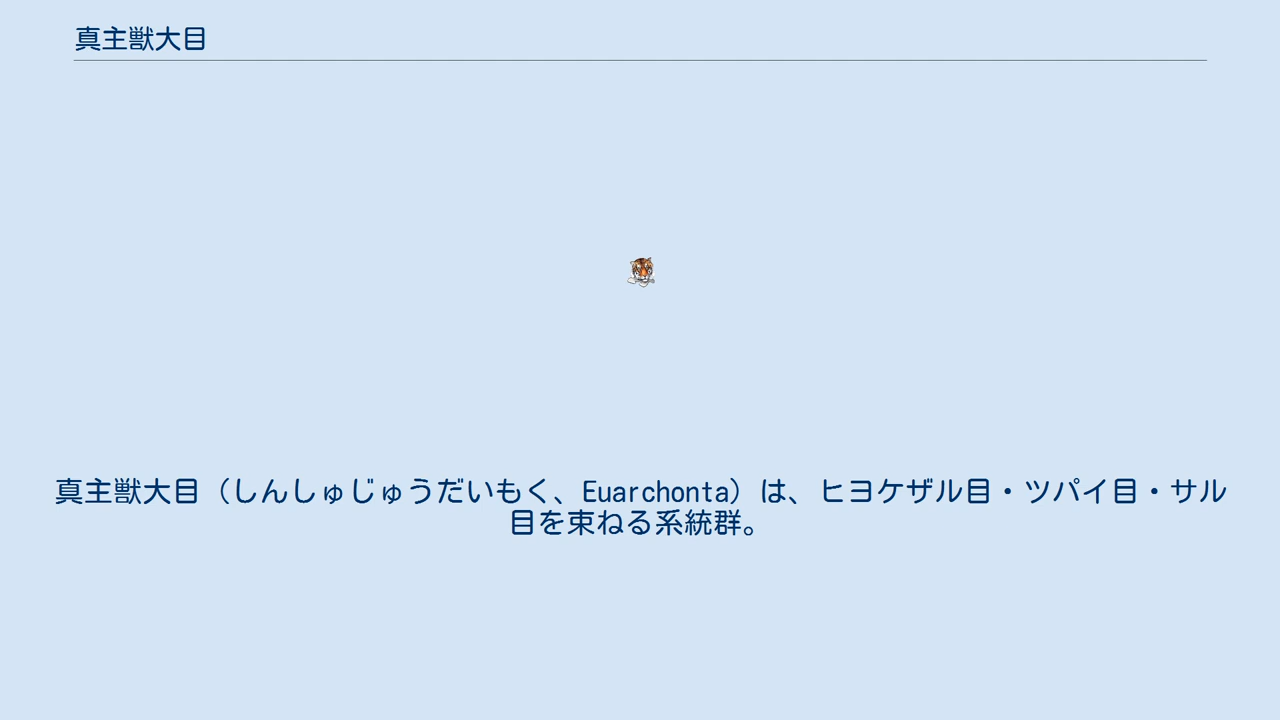 真主獣大目
真主獣大目（しんしゅじゅうだいもく、Euarchonta）は、ヒヨケザル目・ツパイ目・サル
目を束ねる系統群。